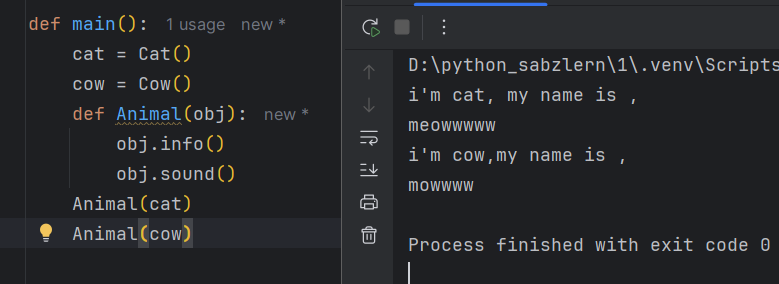 def main():  1 usage  new *
    cat = Cat()
    cow = Cow()
    def Animal(obj):  new *
        obj.info()
        obj.sound()
    Animal(cat)
    Animal(cow)
D:\python_sabzlern\1\.venv\Scripts
i'm cat, my name is ,
meowwwww
i'm cow,my name is ,
mowwww
Process finished with exit code 0